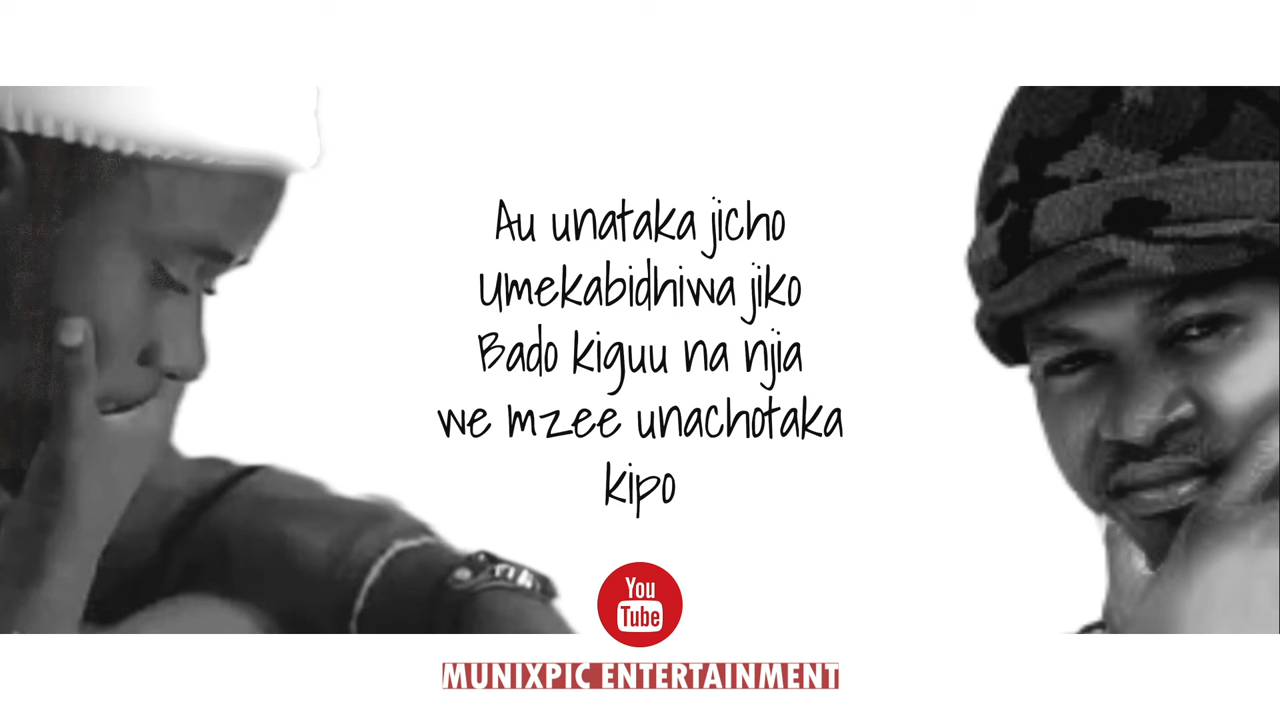 Au unataka jicho
Umekabidhiwa jiko
Bado kiguu na njia
we mzee unachotaka
kipo
You
Tube
MUNIXPIC ENTERTAINMENT